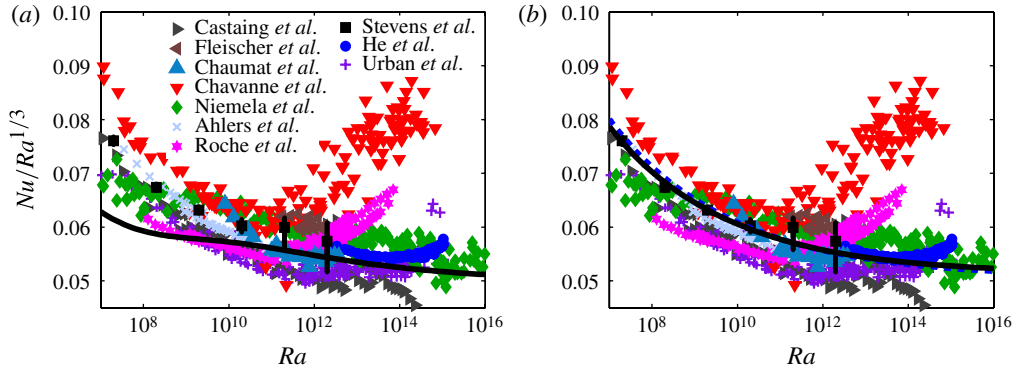 (a)
0.10
0.09
0.08
0.07
0.06
0.05
Nu/Ra^{1/3}
Castaing et al.
Fleischer et al.
Chaumat et al.
Chavanne et al.
Niemela et al.
Ahlers et al.
Roche et al.
Stevens et al.
He et al.
Urban et al.
10^8
10^{10}
10^{12}
10^{14}
10^{16}
Ra
(b)
0.10
0.09
0.08
0.07
0.06
0.05
10^8
10^{10}
10^{12}
10^{14}
10^{16}
Ra